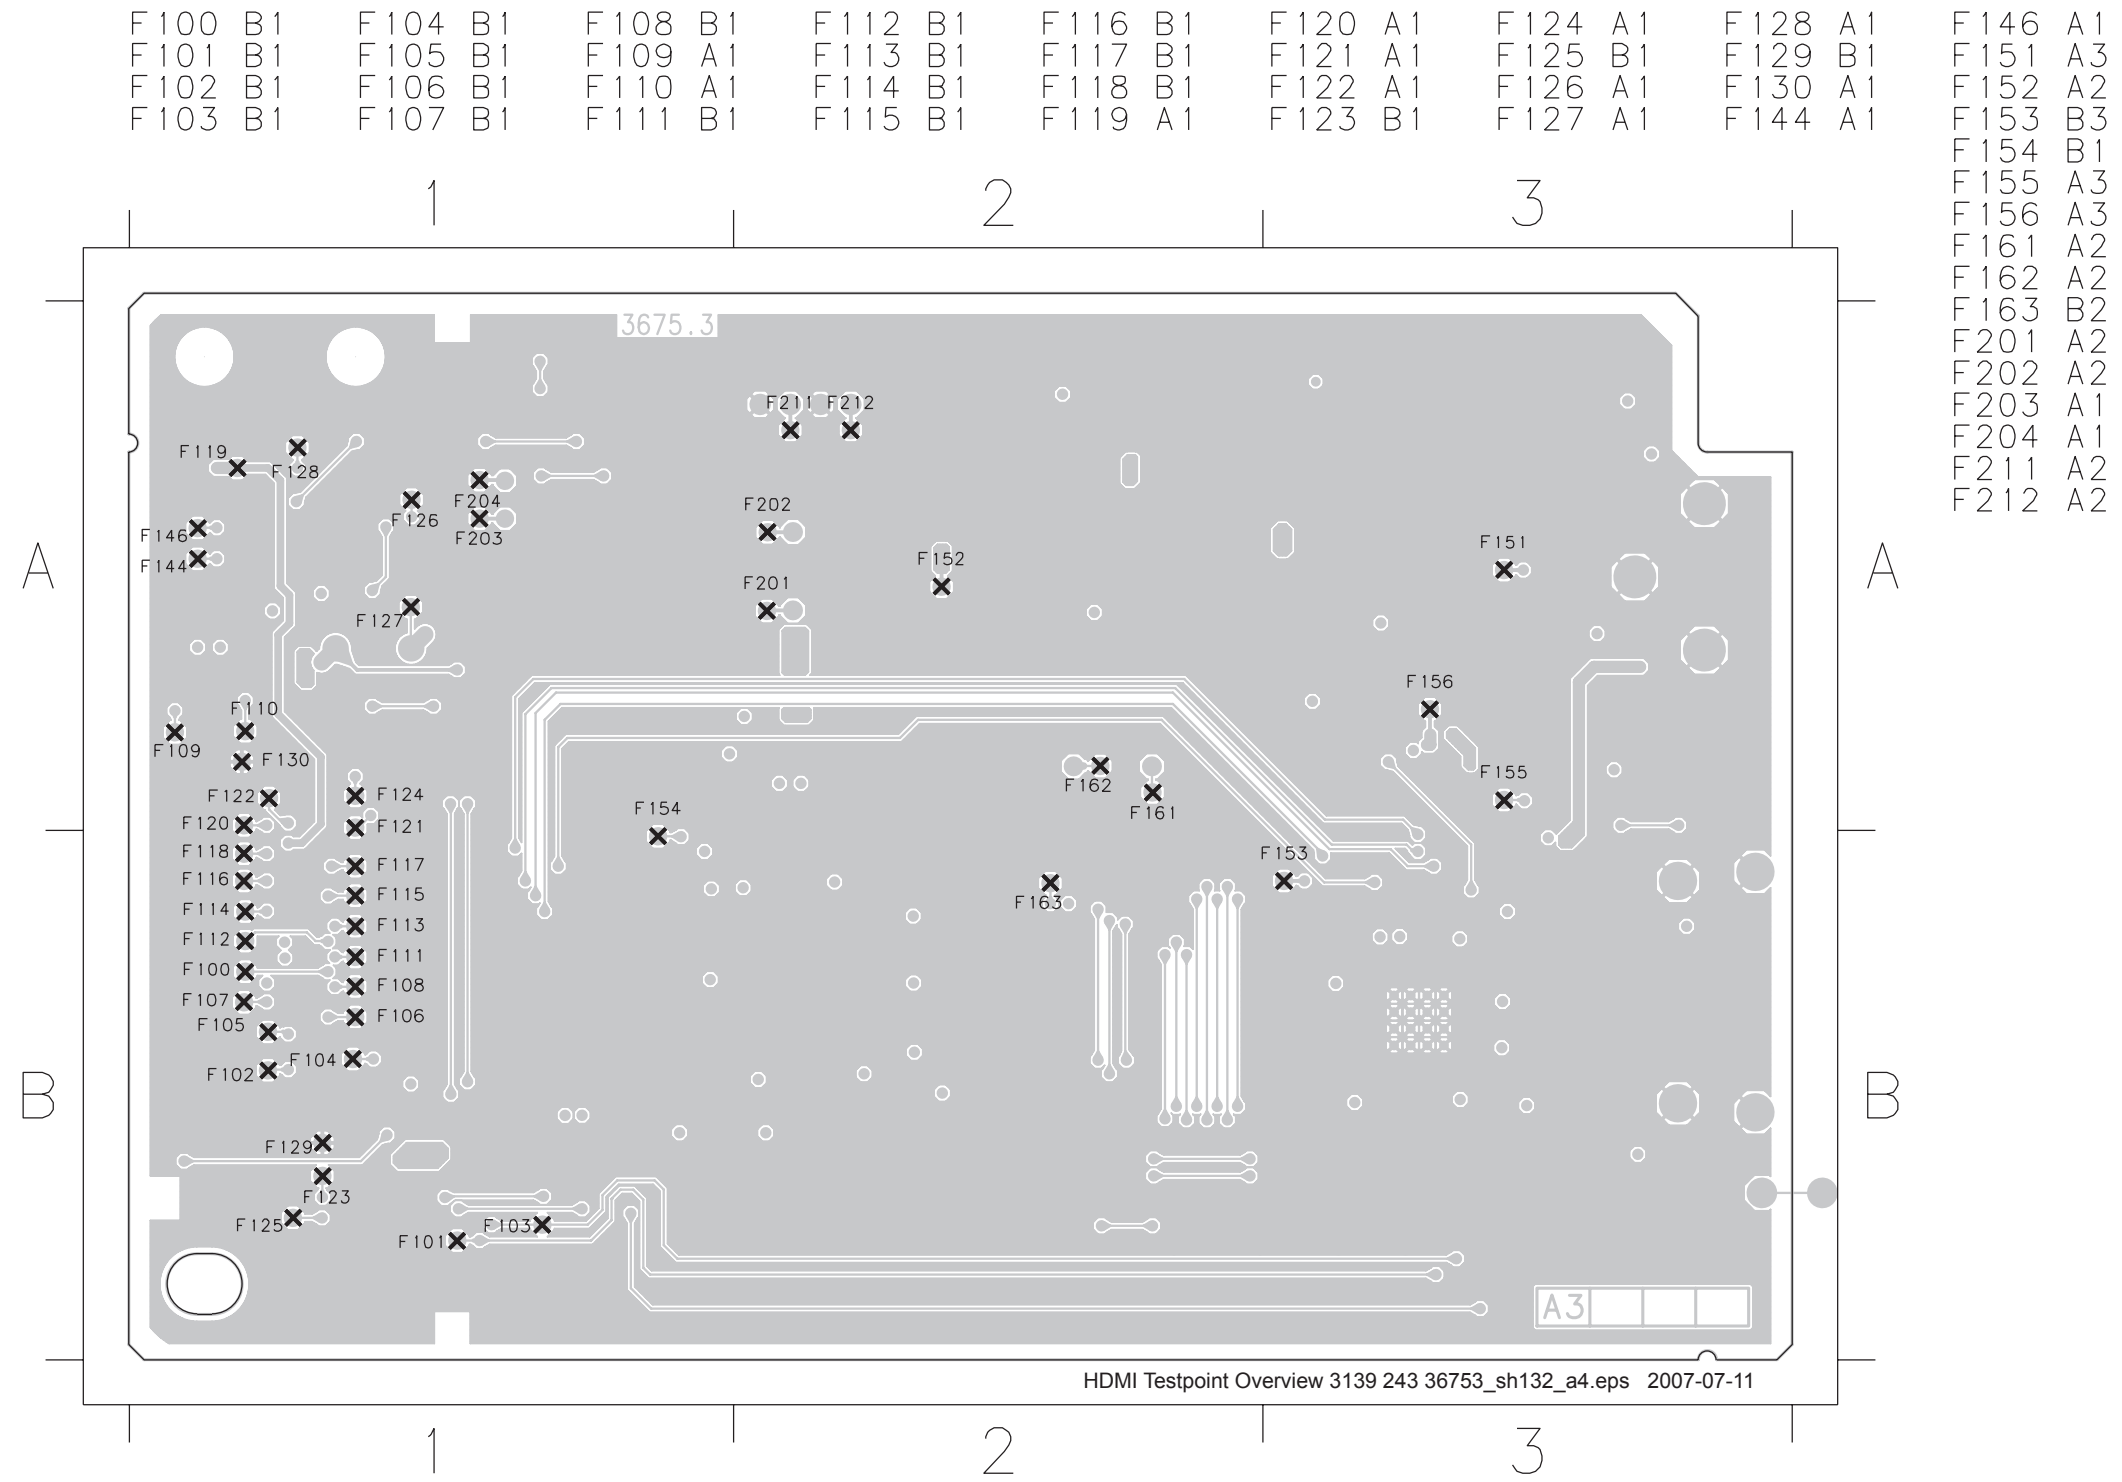 F100 B1 F104 B1 F108 B1 F112 B1 F116 B1 F120 A1 F124 A1 F128 A1 F146 A1
F101 B1 F105 B1 F109 A1 F113 B1 F117 B1 F121 A1 F125 B1 F129 B1 F151 A3
F102 B1 F106 B1 F110 A1 F114 B1 F118 B1 F122 A1 F126 A1 F130 A1 F152 A2
F103 B1 F107 B1 F111 B1 F115 B1 F119 A1 F123 B1 F127 A1 F144 A1 F153 B3
F154 B1
F155 A3
F156 A3
F161 A2
F162 A2
F163 B2
F201 A2
F202 A2
F203 A1
F204 A1
F211 A2
F212 A2
1 2 3
3675.3
F211 F212
F119
F128
F204
F202
F126
F146
F203
F151
F152
F144
A A
F201
F127
F156
F110
F109
F130
F155
F162
F122 F124
F154
F161
F120 F121
F118
F153
F117
F116
F115
F163
F114
F113
F112
F111
F100
F108
F107
F106
F105
F104
F102
B B
F129
F123
F125 F103
F101
A3
HDMI Testpoint Overview 3139 243 36753_sh132_a4.eps 2007-07-11
1 2 3